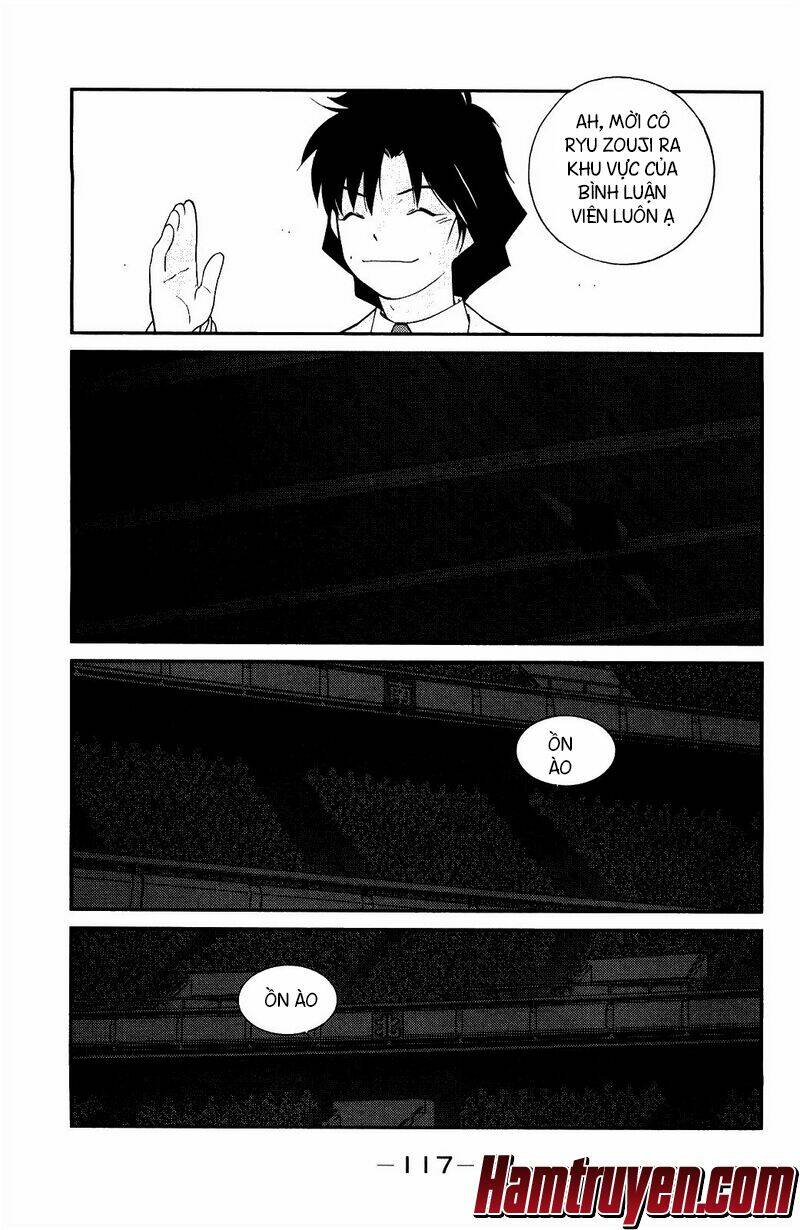 AH, MỜI CÔ
RYU ZOUJI RA
KHU VỰC CỦA
BÌNH LUẬN
VIÊN LUÔN Ạ
ỒN
ÀO
ỒN ÀO
-117-
Hamtruyen.com